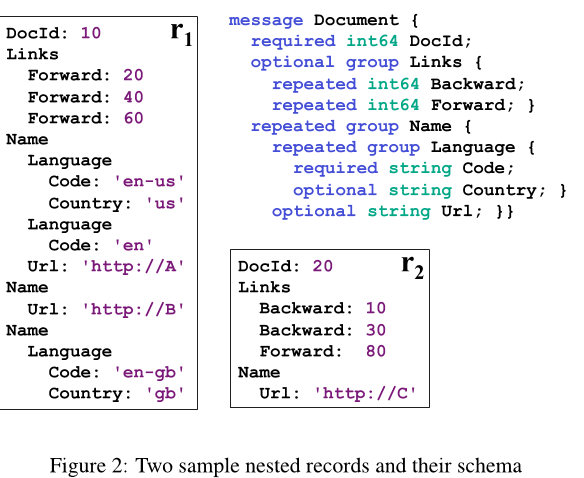 DocId: 10 r1
Links
Forward: 20
Forward: 40
Forward: 60
Name
Language
Code: 'en-us'
Country: 'us'
Language
Code: 'en'
Url: 'http://A'
Name
Url: 'http://B'
Name
Language
Code: 'en-gb'
Country: 'gb'
message Document {
required int64 DocId;
optional group Links {
repeated int64 Backward;
repeated int64 Forward; }
repeated group Name {
repeated group Language {
required string Code;
optional string Country; }
optional string Url; }}
DocId: 20 r2
Links
Backward: 10
Backward: 30
Forward: 80
Name
Url: 'http://C'
Figure 2: Two sample nested records and their schema